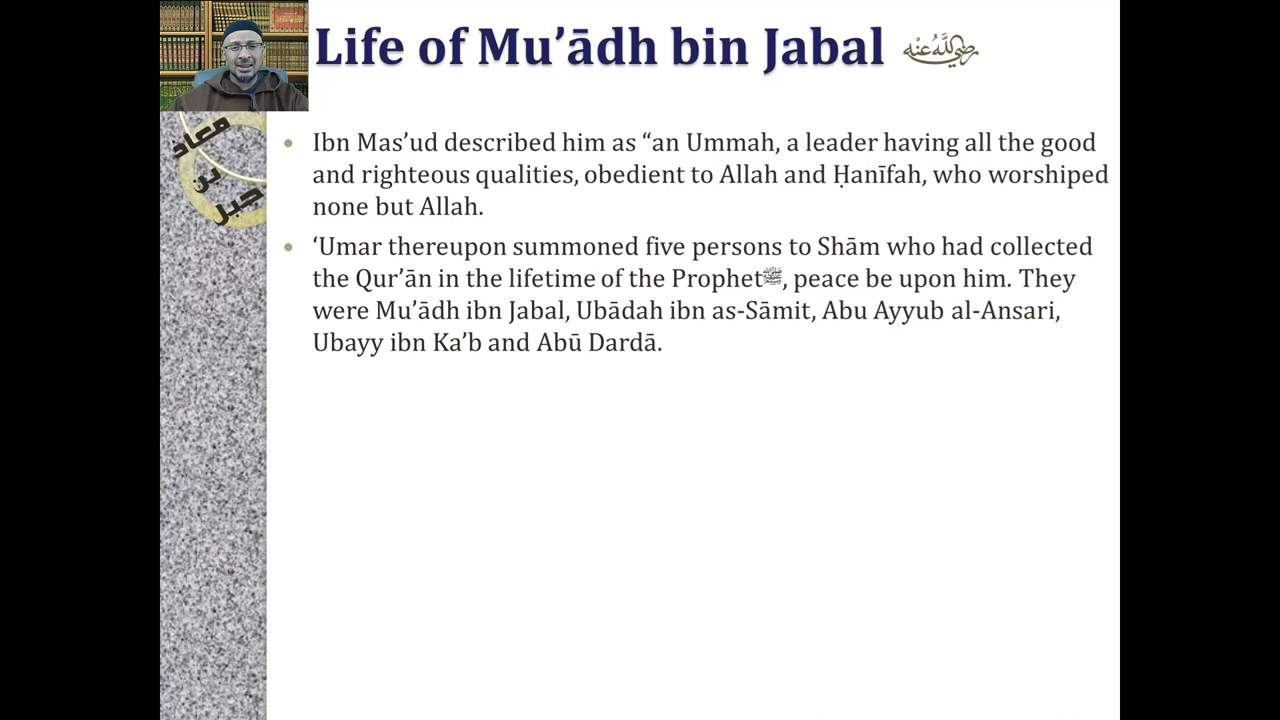 Life of Mu’ādh bin Jabal رضي الله عنه
معاذ
بن
جبل
• Ibn Mas’ud described him as “an Ummah, a leader having all the good
and righteous qualities, obedient to Allah and Ḥanīfah, who worshiped
none but Allah.
• ‘Umar thereupon summoned five persons to Shām who had collected
the Qur’ān in the lifetime of the Prophetﷺ, peace be upon him. They
were Mu’ādh ibn Jabal, Ubādah ibn as-Sāmit, Abu Ayyub al-Ansari,
Ubayy ibn Ka’b and Abū Dardā.